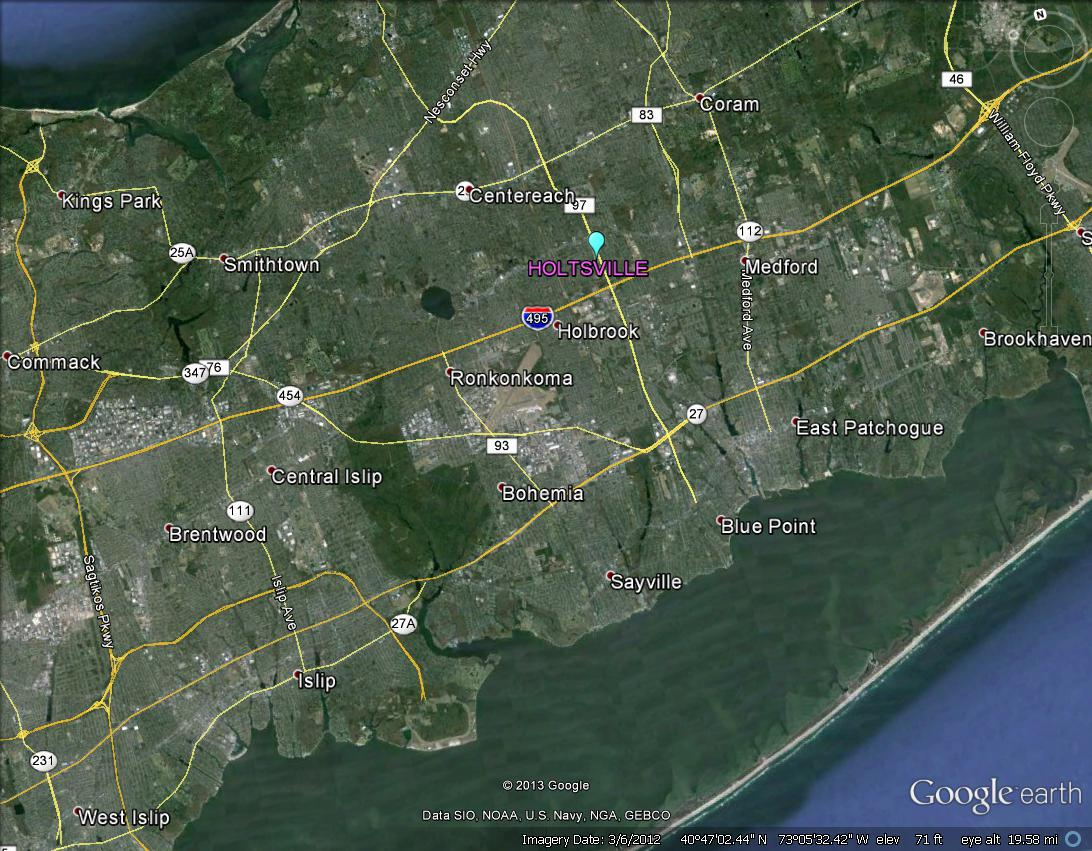 N
46
Nesconset Hwy
Coram
83
William Floyd Pkwy
Kings Park
Centereach
97
112
25A
Smithtown
HOLTSVILLE
Medford
Medford Ave
495
Holbrook
Brookhaven
Commack
347
76
Ronkonkoma
454
27
East Patchogue
93
Central Islip
Bohemia
111
Brentwood
Blue Point
Sagtikos Pkwy
Islip Ave
Sayville
27A
Islip
231
West Islip
© 2013 Google
Google earth
Data SIO, NOAA, U.S. Navy, NGA, GEBCO
Imagery Date: 3/6/2012 40°47'02.44" N 73°05'32.42" W elev 71 ft eye alt 19.58 mi